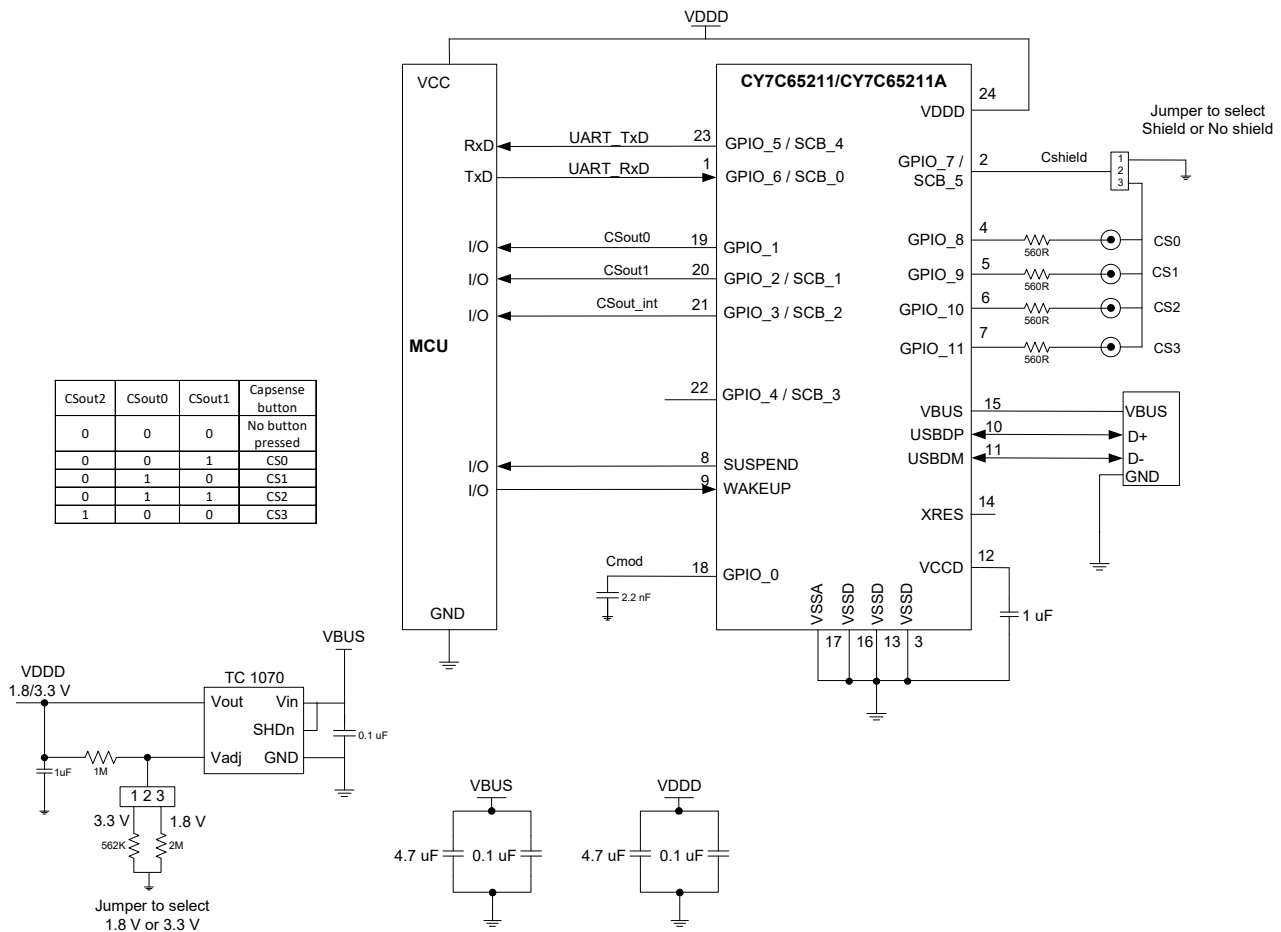 VDDD
VCC
CY7C65211/CY7C65211A
24
VDDD
Jumper to select
Shield or No shield
RxD
UART_TxD
23
GPIO_5 / SCB_4
TxD
UART_RxD
1
GPIO_6 / SCB_0
GPIO_7 /
SCB_5
2
Cshield
1
2
3
I/O
CSout0
19
GPIO_1
I/O
CSout1
20
GPIO_2 / SCB_1
I/O
CSout_int
21
GPIO_3 / SCB_2
GPIO_8
4
560R
CS0
GPIO_9
5
560R
CS1
GPIO_10
6
560R
CS2
GPIO_11
7
560R
CS3
MCU
22
GPIO_4 / SCB_3
I/O
8
SUSPEND
I/O
9
WAKEUP
VBUS
15
VBUS
USBDP
10
D+
USBDM
11
D-
GND
XRES
14
VCCD
12
1 uF
Cmod
18
GPIO_0
2.2 nF
GND
VSSA
VSSD
VSSD
VSSD
17
16
13
3
CSout2 CSout0 CSout1 Capsense
button
0 0 0 No button
pressed
0 0 1 CS0
0 1 0 CS1
0 1 1 CS2
1 0 0 CS3
VBUS
VDDD
1.8/3.3 V
TC 1070
Vout Vin
SHDn
Vadj GND
0.1 uF
1uF
1M
1 2 3
3.3 V 1.8 V
562K 2M
Jumper to select
1.8 V or 3.3 V
VBUS
4.7 uF 0.1 uF
VDDD
4.7 uF 0.1 uF